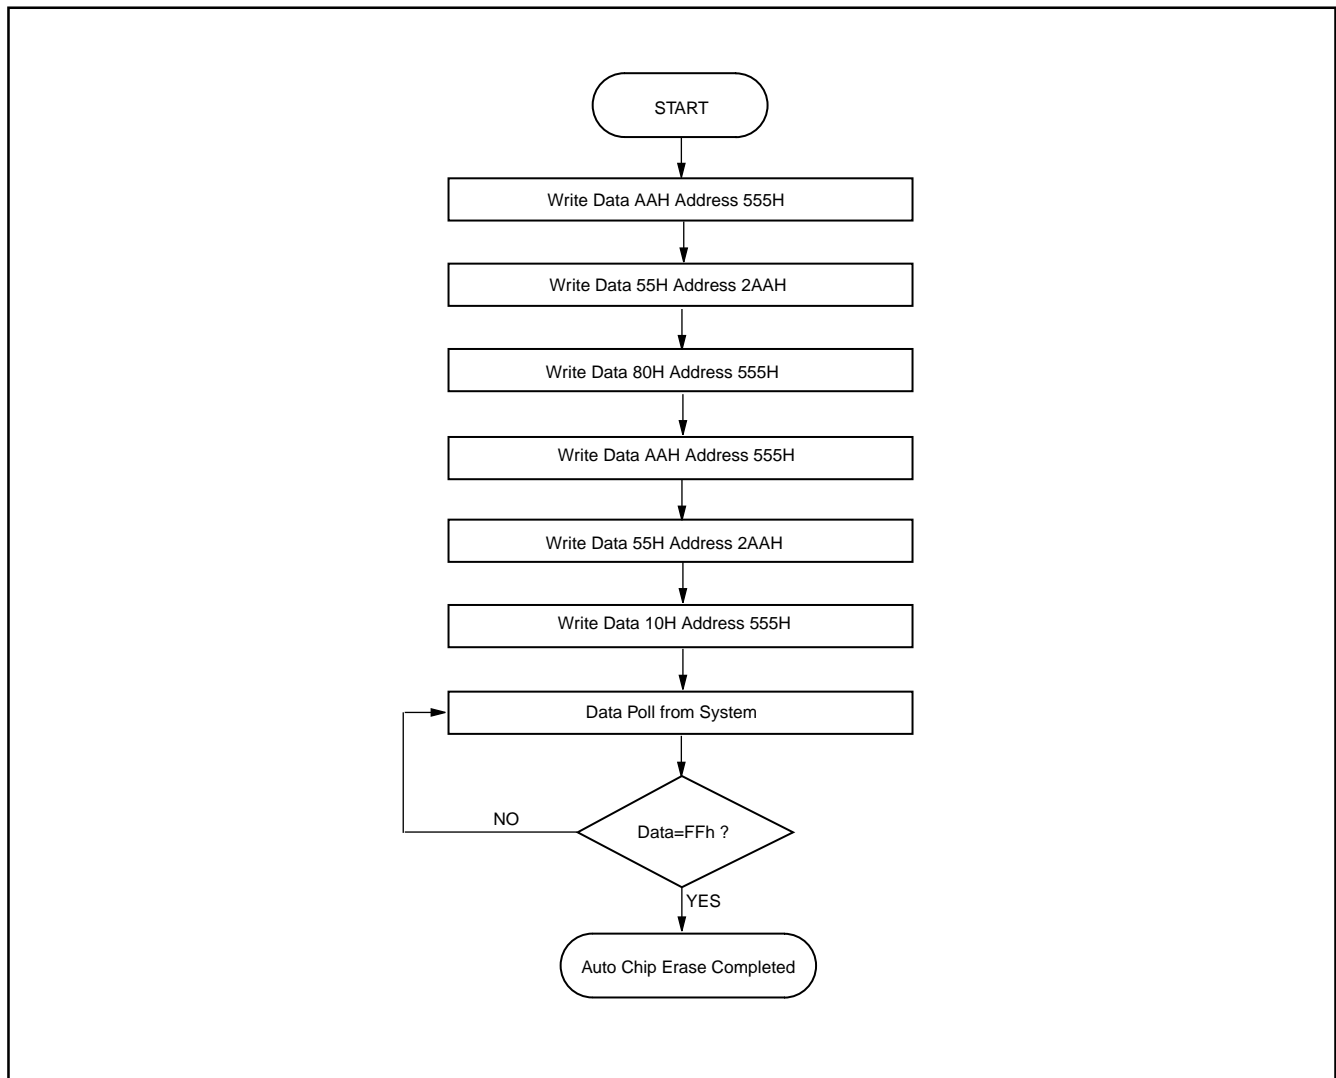 START
Write Data AAH Address 555H
Write Data 55H Address 2AAH
Write Data 80H Address 555H
Write Data AAH Address 555H
Write Data 55H Address 2AAH
Write Data 10H Address 555H
Data Poll from System
NO
Data=FFh ?
YES
Auto Chip Erase Completed